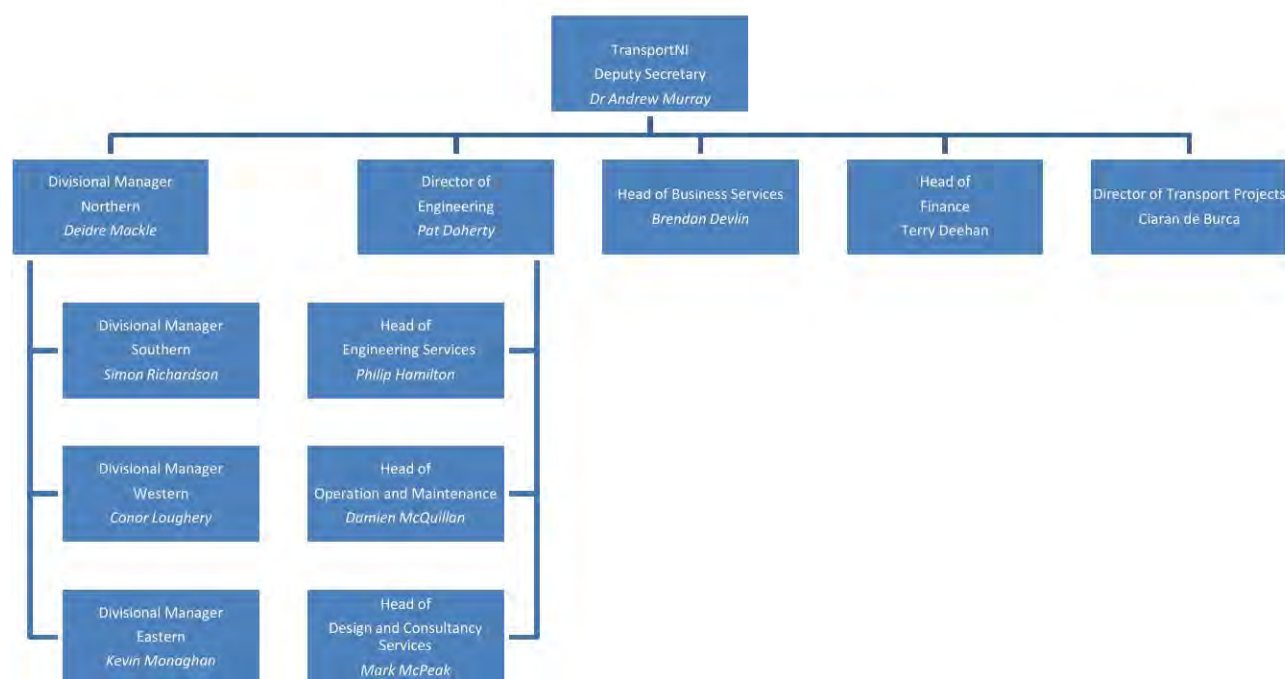 TransportNI
Deputy Secretary
Dr Andrew Murray
Divisional Manager
Northern
Deidre Mackle
Director of
Engineering
Pat Doherty
Head of Business Services
Brendan Devlin
Head of
Finance
Terry Deehan
Director of Transport Projects
Ciaran de Burca
Divisional Manager
Southern
Simon Richardson
Head of
Engineering Services
Philip Hamilton
Divisional Manager
Western
Conor Loughery
Head of
Operation and Maintenance
Damien McQuillan
Divisional Manager
Eastern
Kevin Monaghan
Head of
Design and Consultancy
Services
Mark McPeak